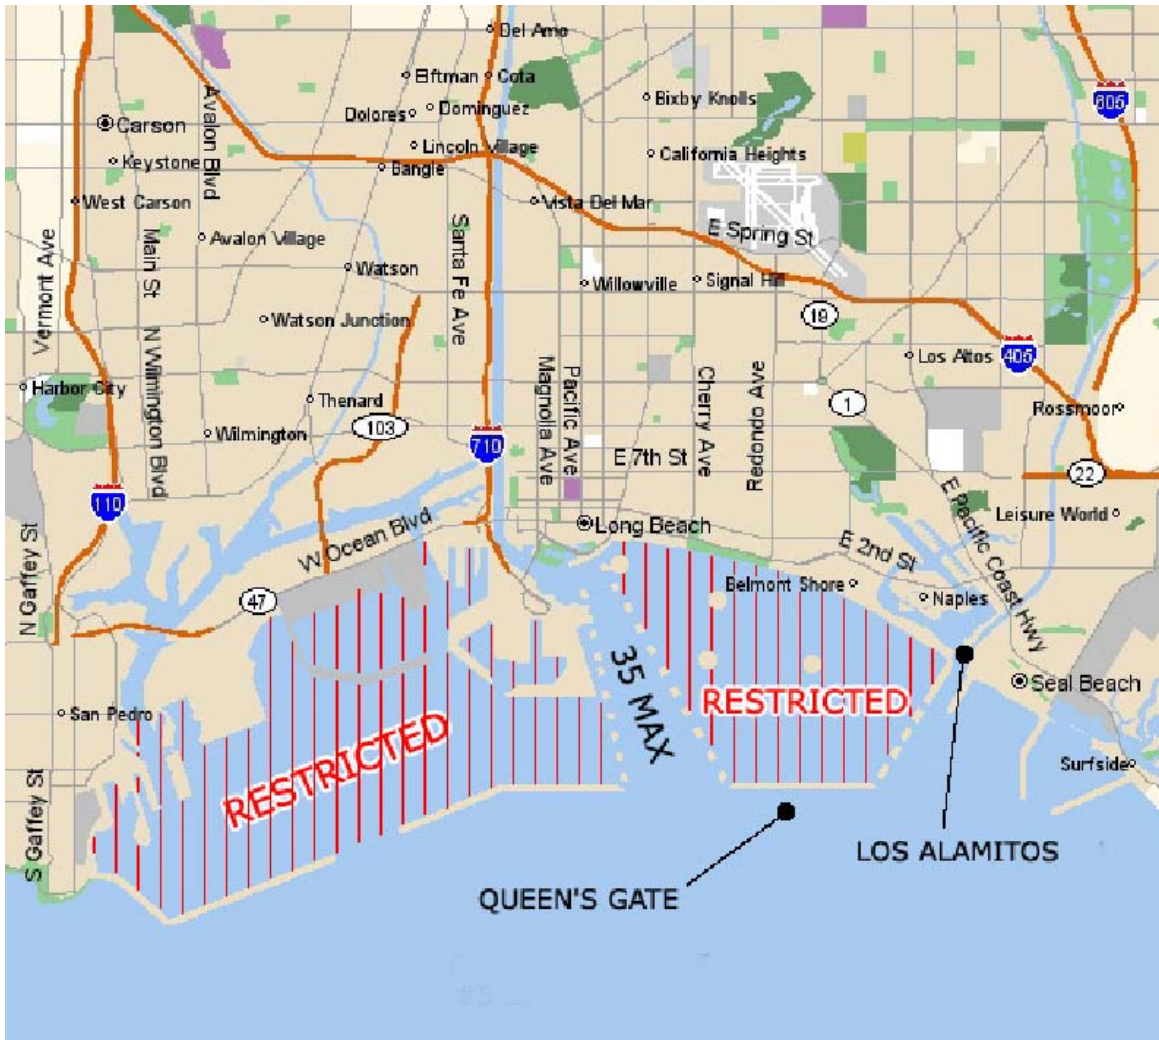 Del Amo
Elftman
Cota
Dolores
Dominguez
Bixby Knolls
605
Carson
Avalon Blvd
Lincoln Village
California Heights
Keystone
Bangle
West Carson
Vista Del Mar
Vermont Ave
Main St
Avalon Village
Santa Fe Ave
E Spring St
Watson
Willowville
Signal Hill
Watson Junction
19
Los Altos
405
Harbor City
N Wilmington Blvd
Magnolia Ave
Pacific Ave
Cherry Ave
Redondo Ave
Thenard
1
Rossmoor
Wilmington
103
710
E 7th St
22
110
W Ocean Blvd
Long Beach
E Pacific Coast Hwy
Leisure World
N Gaffey St
E 2nd St
Belmont Shore
Naples
47
35 MAX
Seal Beach
RESTRICTED
San Pedro
RESTRICTED
Surfside
S Gaffey St
LOS ALAMITOS
QUEEN'S GATE